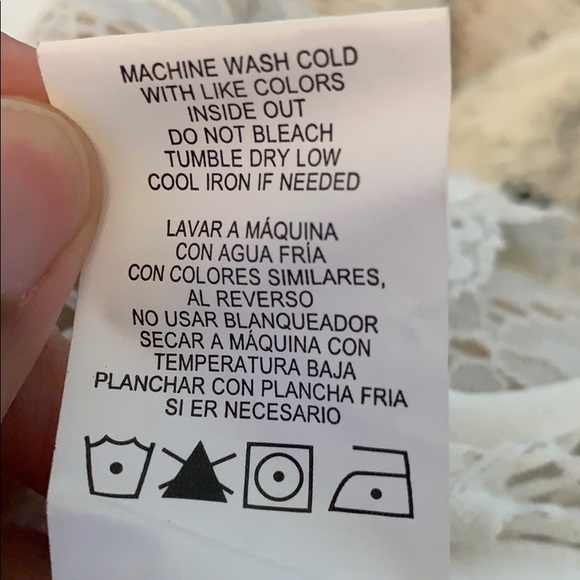 MACHINE WASH COLD
WITH LIKE COLORS
INSIDE OUT
DO NOT BLEACH
TUMBLE DRY LOW
COOL IRON IF NEEDED
LAVAR A MÁQUINA
CON AGUA FRÍA
CON COLORES SIMILARES,
AL REVERSO
NO USAR BLANQUEADOR
SECAR A MÁQUINA CON
TEMPERATURA BAJA
PLANCHAR CON PLANCHA FRIA
SI ER NECESARIO